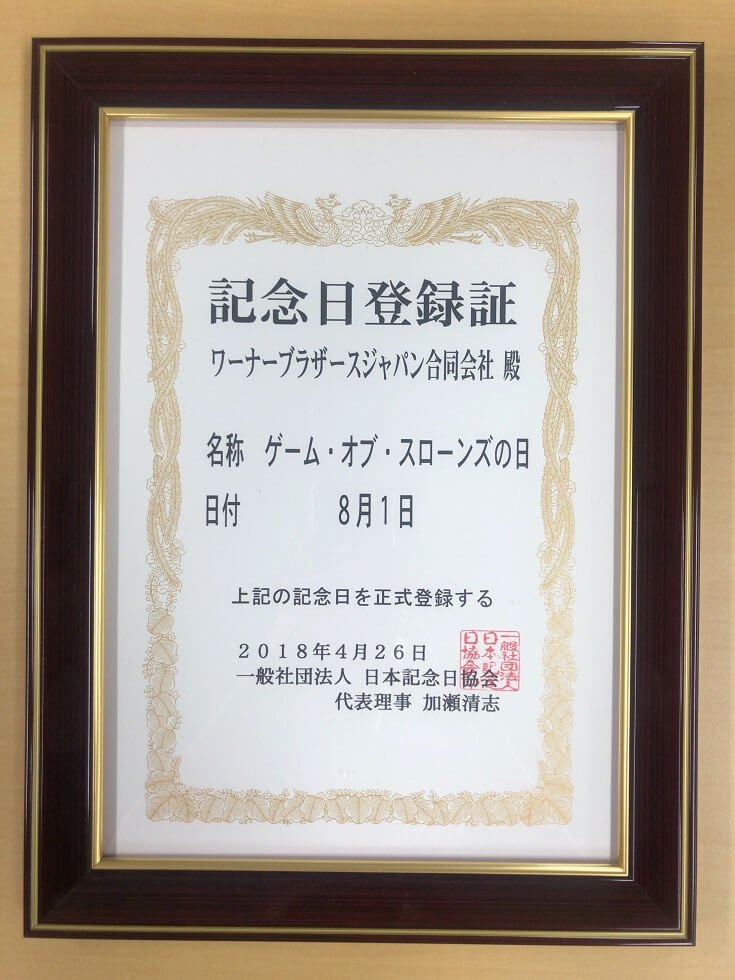 記念日登録証
ワーナーブラザースジャパン合同会社 殿
名称 ゲーム・オブ・スローンズの日
日付 8月1日
上記の記念日を正式登録する
2018年4月26日
一般社団法人 日本記念日協会
代表理事 加瀬清志